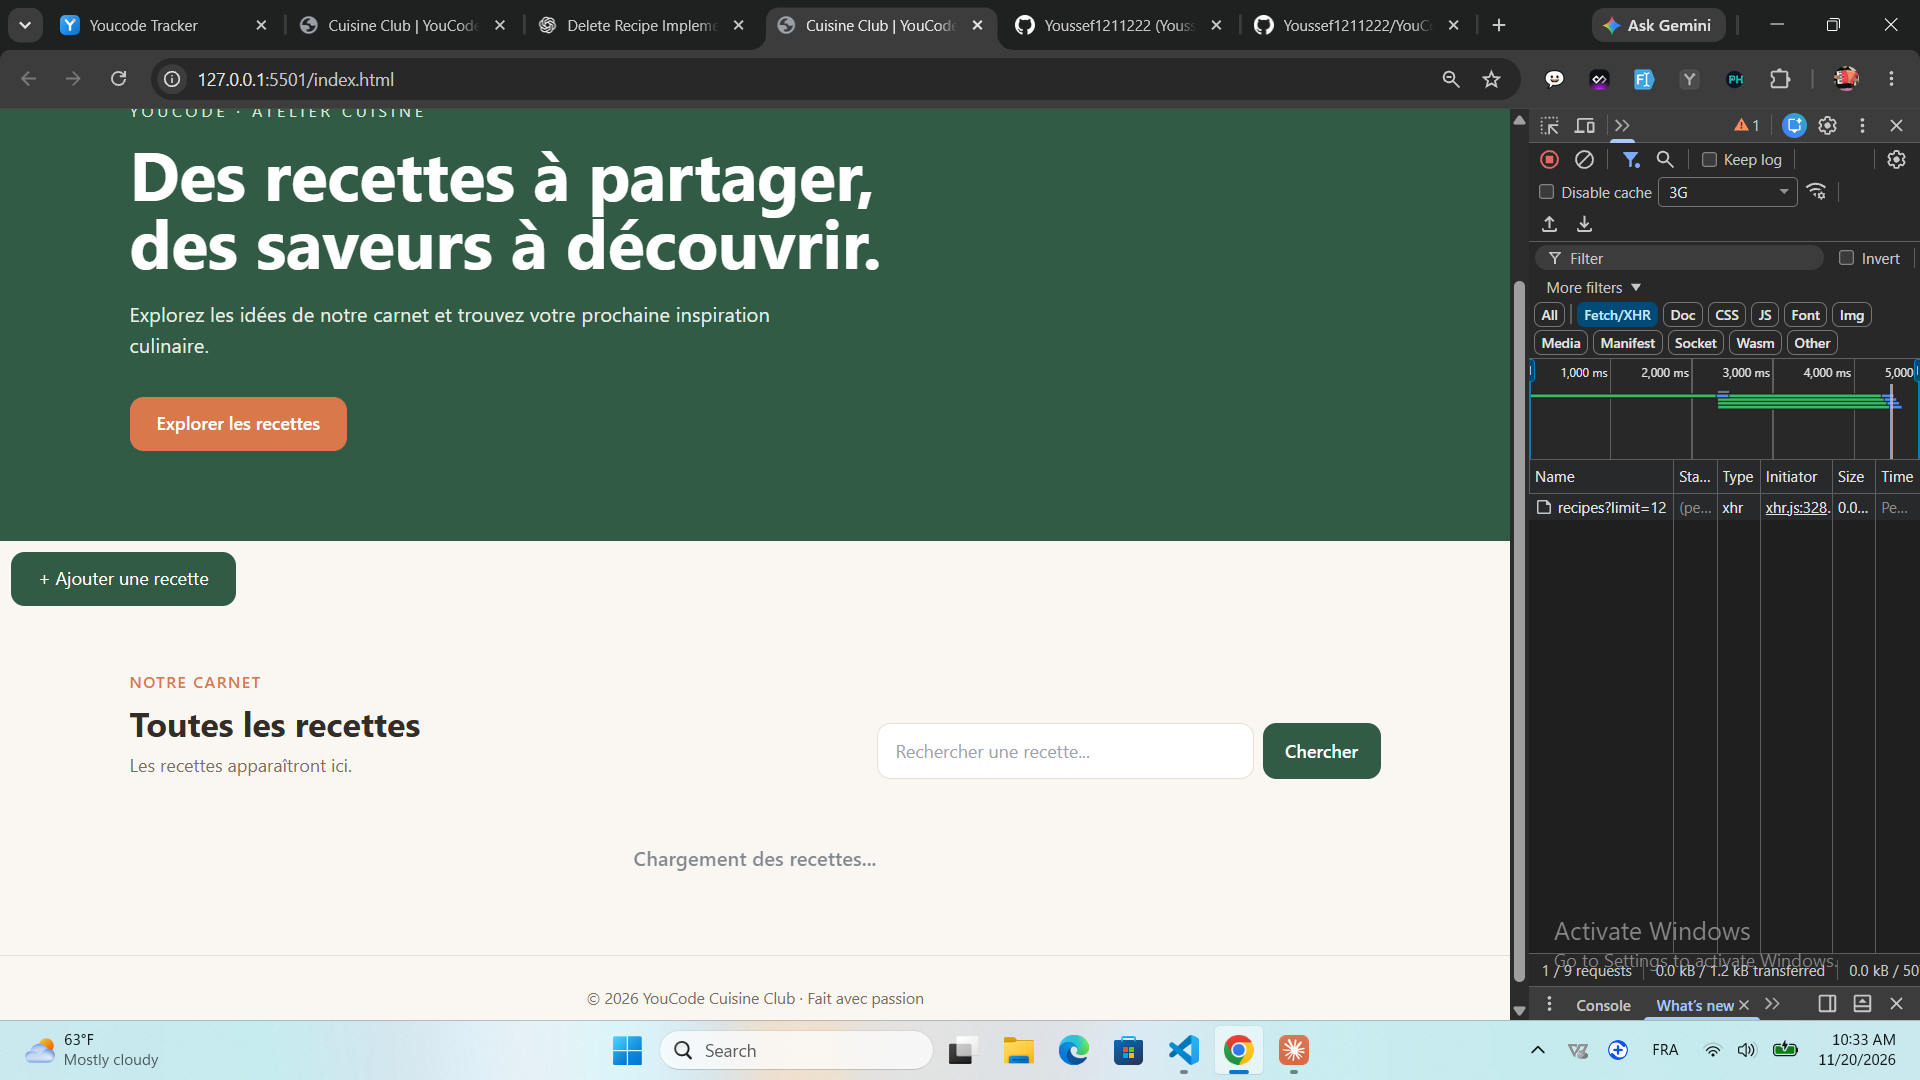 Youcode Tracker
Cuisine Club | YouCode
Delete Recipe Impleme
Cuisine Club | YouCode
Youssef1211222 (Youss
Youssef1211222/YouC
Ask Gemini
127.0.0.1:5501/index.html
YOUCODE · ATELIER CUISINE
Des recettes à partager,
des saveurs à découvrir.
Explorez les idées de notre carnet et trouvez votre prochaine inspiration
culinaire.
Explorer les recettes
+ Ajouter une recette
NOTRE CARNET
Toutes les recettes
Les recettes apparaîtront ici.
Rechercher une recette...
Chercher
Chargement des recettes...
© 2026 YouCode Cuisine Club · Fait avec passion
1
Keep log
Disable cache
3G
Filter
Invert
More filters
All Fetch/XHR Doc CSS JS Font Img
Media Manifest Socket Wasm Other
1,000 ms 2,000 ms 3,000 ms 4,000 ms 5,000
Name Sta... Type Initiator Size Time
recipes?limit=12 (pe... xhr xhr.js:328. 0.0... Pe...
Activate Windows
Go to Settings to activate Windows.
1 / 9 requests 0.0 kB / 1.2 kB transferred 0.0 kB / 50
Console What's new
63°F
Mostly cloudy
Search
FRA
10:33 AM
11/20/2026